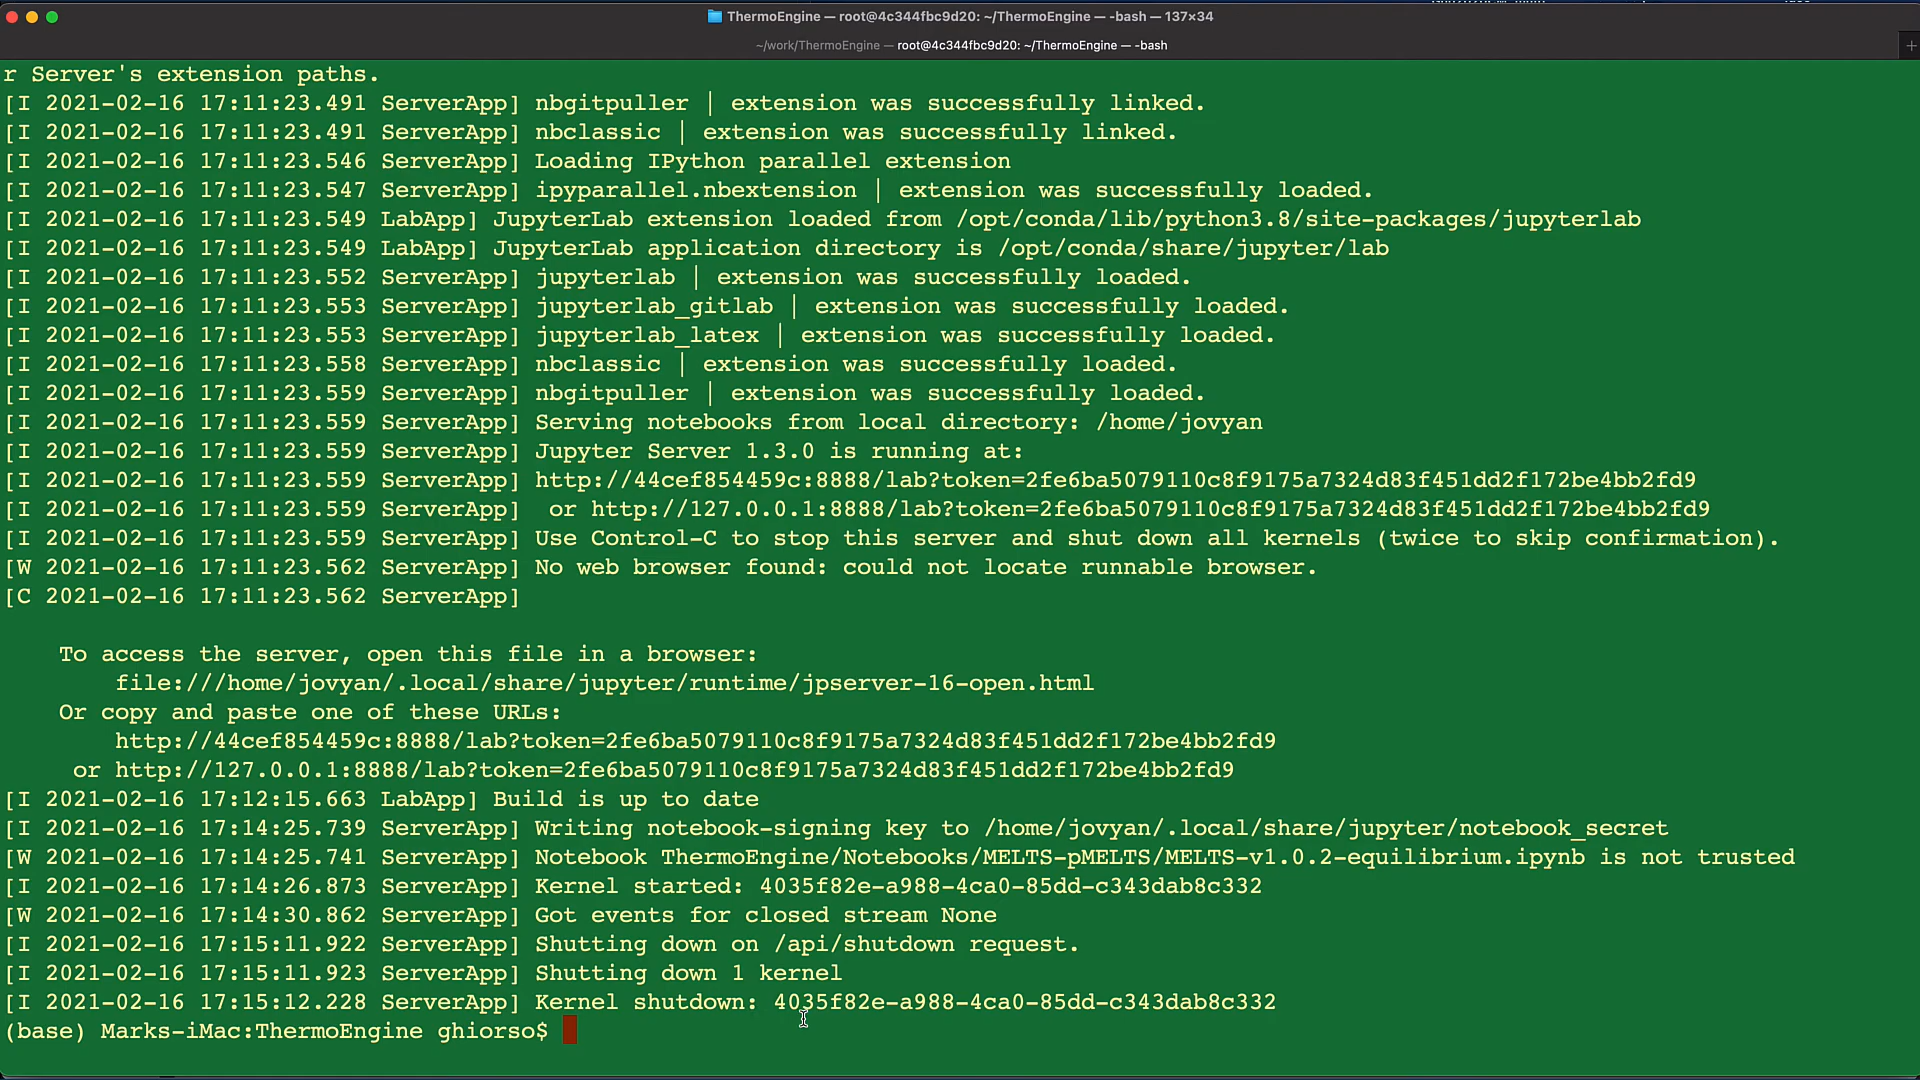 ThermoEngine — root@4c344fbc9d20: ~/ThermoEngine — -bash — 137×34
~/work/ThermoEngine — root@4c344fbc9d20: ~/ThermoEngine — -bash
r Server's extension paths.
[I 2021-02-16 17:11:23.491 ServerApp] nbgitpuller | extension was successfully linked.
[I 2021-02-16 17:11:23.491 ServerApp] nbclassic | extension was successfully linked.
[I 2021-02-16 17:11:23.546 ServerApp] Loading IPython parallel extension
[I 2021-02-16 17:11:23.547 ServerApp] ipyparallel.nbextension | extension was successfully loaded.
[I 2021-02-16 17:11:23.549 LabApp] JupyterLab extension loaded from /opt/conda/lib/python3.8/site-packages/jupyterlab
[I 2021-02-16 17:11:23.549 LabApp] JupyterLab application directory is /opt/conda/share/jupyter/lab
[I 2021-02-16 17:11:23.552 ServerApp] jupyterlab | extension was successfully loaded.
[I 2021-02-16 17:11:23.553 ServerApp] jupyterlab_gitlab | extension was successfully loaded.
[I 2021-02-16 17:11:23.553 ServerApp] jupyterlab_latex | extension was successfully loaded.
[I 2021-02-16 17:11:23.558 ServerApp] nbclassic | extension was successfully loaded.
[I 2021-02-16 17:11:23.559 ServerApp] nbgitpuller | extension was successfully loaded.
[I 2021-02-16 17:11:23.559 ServerApp] Serving notebooks from local directory: /home/jovyan
[I 2021-02-16 17:11:23.559 ServerApp] Jupyter Server 1.3.0 is running at:
[I 2021-02-16 17:11:23.559 ServerApp] http://44cef854459c:8888/lab?token=2fe6ba5079110c8f9175a7324d83f451dd2f172be4bb2fd9
[I 2021-02-16 17:11:23.559 ServerApp]  or http://127.0.0.1:8888/lab?token=2fe6ba5079110c8f9175a7324d83f451dd2f172be4bb2fd9
[I 2021-02-16 17:11:23.559 ServerApp] Use Control-C to stop this server and shut down all kernels (twice to skip confirmation).
[W 2021-02-16 17:11:23.562 ServerApp] No web browser found: could not locate runnable browser.
[C 2021-02-16 17:11:23.562 ServerApp]
To access the server, open this file in a browser:
file:///home/jovyan/.local/share/jupyter/runtime/jpserver-16-open.html
Or copy and paste one of these URLs:
http://44cef854459c:8888/lab?token=2fe6ba5079110c8f9175a7324d83f451dd2f172be4bb2fd9
or http://127.0.0.1:8888/lab?token=2fe6ba5079110c8f9175a7324d83f451dd2f172be4bb2fd9
[I 2021-02-16 17:12:15.663 LabApp] Build is up to date
[I 2021-02-16 17:14:25.739 ServerApp] Writing notebook-signing key to /home/jovyan/.local/share/jupyter/notebook_secret
[W 2021-02-16 17:14:25.741 ServerApp] Notebook ThermoEngine/Notebooks/MELTS-pMELTS/MELTS-v1.0.2-equilibrium.ipynb is not trusted
[I 2021-02-16 17:14:26.873 ServerApp] Kernel started: 4035f82e-a988-4ca0-85dd-c343dab8c332
[W 2021-02-16 17:14:30.862 ServerApp] Got events for closed stream None
[I 2021-02-16 17:15:11.922 ServerApp] Shutting down on /api/shutdown request.
[I 2021-02-16 17:15:11.923 ServerApp] Shutting down 1 kernel
[I 2021-02-16 17:15:12.228 ServerApp] Kernel shutdown: 4035f82e-a988-4ca0-85dd-c343dab8c332
(base) Marks-iMac:ThermoEngine ghiorso$